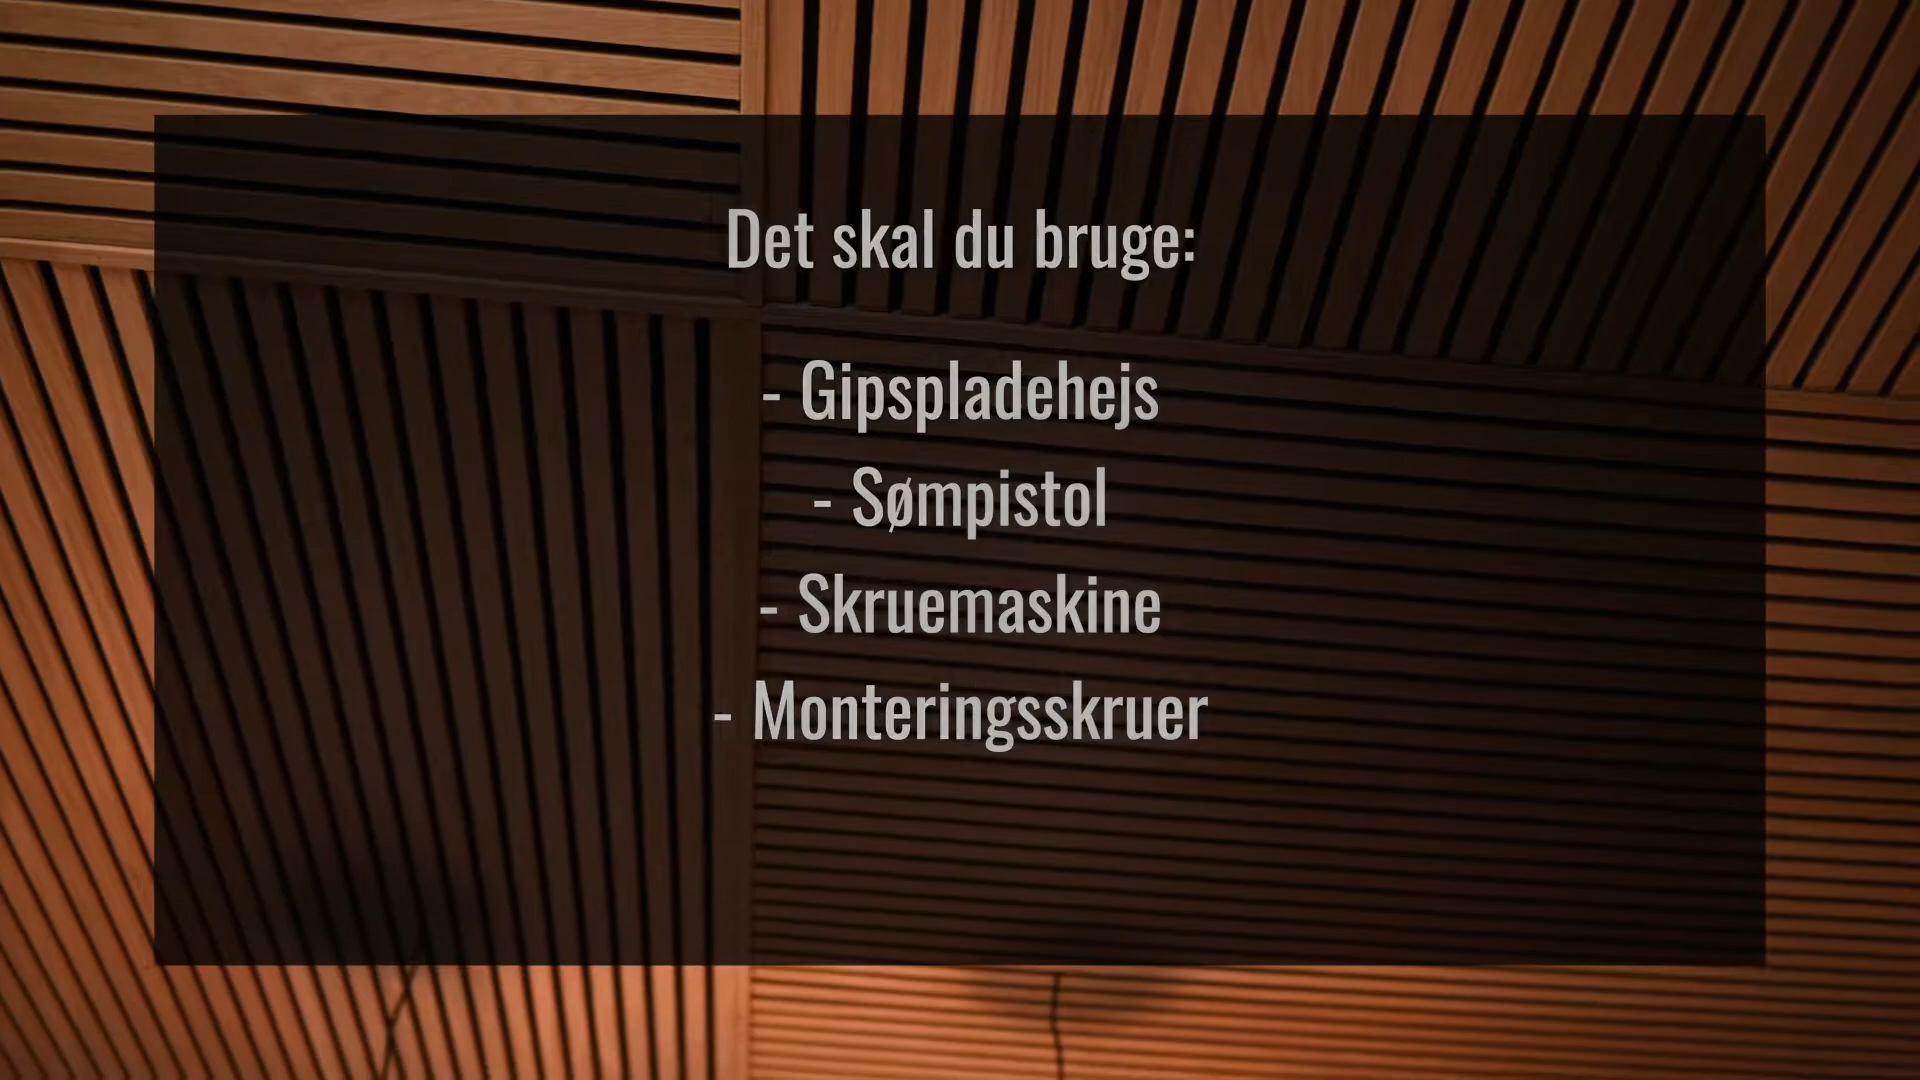 Det skal du bruge:
- Gipspladehejs
- Sømpistol
- Skruemaskine
- Monteringsskruer